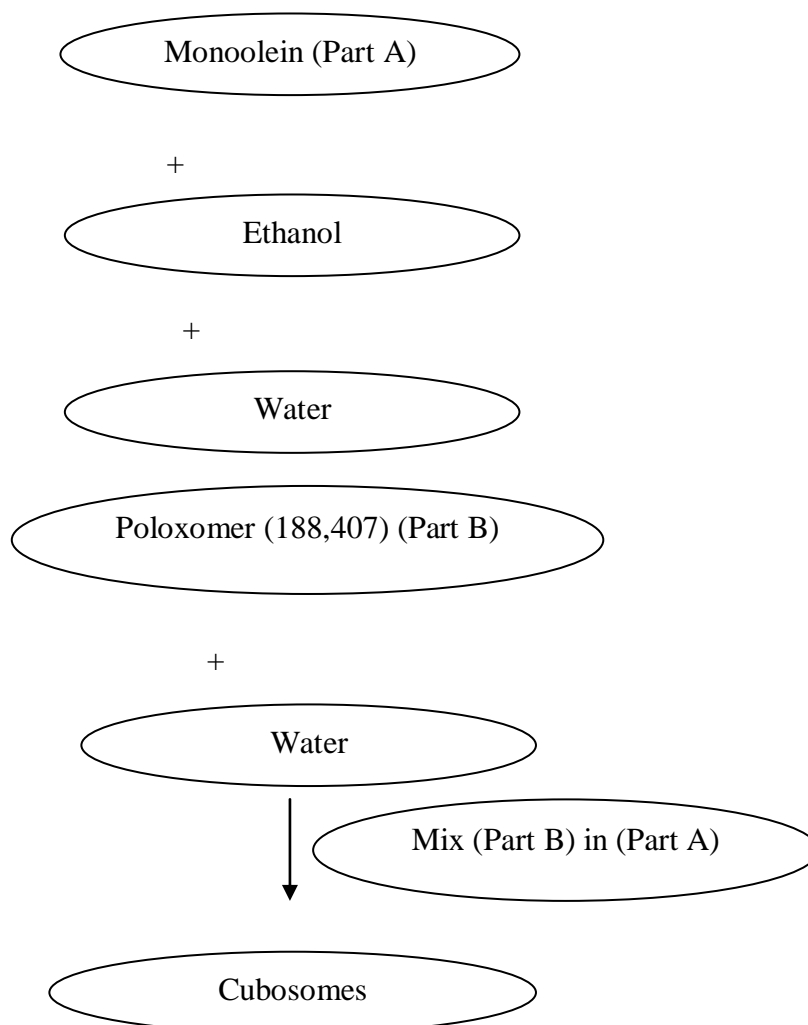 Monoolein (Part A)
+
Ethanol
+
Water
Poloxomer (188,407) (Part B)
+
Water
Mix (Part B) in (Part A)
Cubosomes